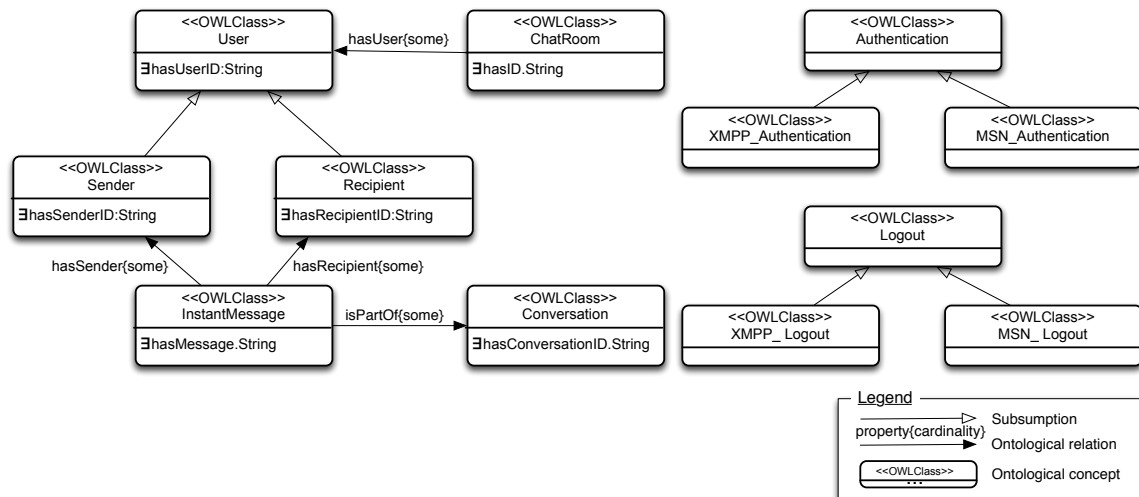 <<OWLClass>>
User
∃hasUserID:String
hasUser{some}
<<OWLClass>>
ChatRoom
∃hasID.String
<<OWLClass>>
Authentication
<<OWLClass>>
XMPP_Authentication
<<OWLClass>>
MSN_Authentication
<<OWLClass>>
Sender
∃hasSenderID:String
<<OWLClass>>
Recipient
∃hasRecipientID:String
<<OWLClass>>
Logout
hasSender{some}
hasRecipient{some}
<<OWLClass>>
InstantMessage
∃hasMessage.String
isPartOf{some}
<<OWLClass>>
Conversation
∃hasConversationID.String
<<OWLClass>>
XMPP_ Logout
<<OWLClass>>
MSN_ Logout
Legend
Subsumption
property{cardinality}
Ontological relation
<<OWLClass>>
...
Ontological concept